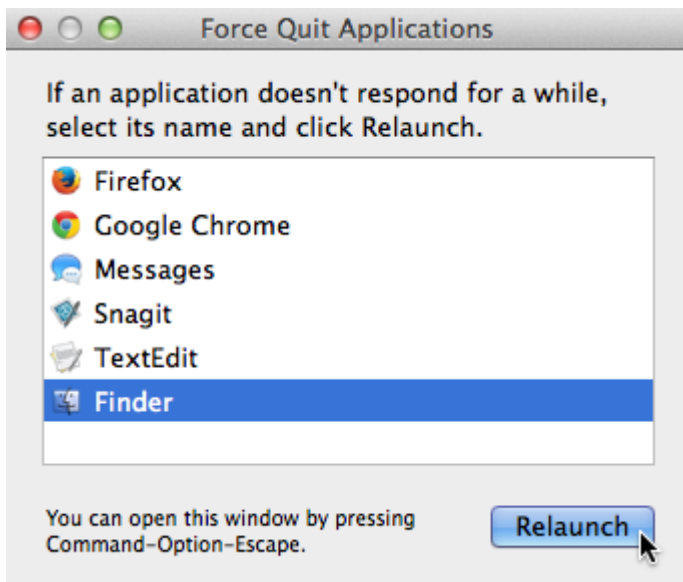 Force Quit Applications
If an application doesn't respond for a while,
select its name and click Relaunch.
Firefox
Google Chrome
Messages
Snagit
TextEdit
Finder
You can open this window by pressing
Command-Option-Escape.
Relaunch